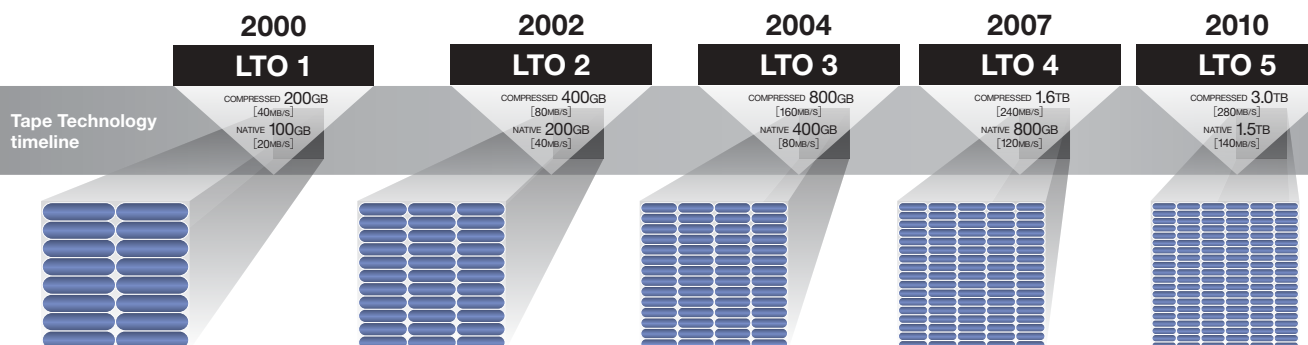 2000
LTO 1
COMPRESSED 200GB
[40MB/S]
NATIVE 100GB
[20MB/S]
2002
LTO 2
COMPRESSED 400GB
[80MB/S]
NATIVE 200GB
[40MB/S]
2004
LTO 3
COMPRESSED 800GB
[160MB/S]
NATIVE 400GB
[80MB/S]
2007
LTO 4
COMPRESSED 1.6TB
[240MB/S]
NATIVE 800GB
[120MB/S]
2010
LTO 5
COMPRESSED 3.0TB
[280MB/S]
NATIVE 1.5TB
[140MB/S]
Tape Technology
timeline